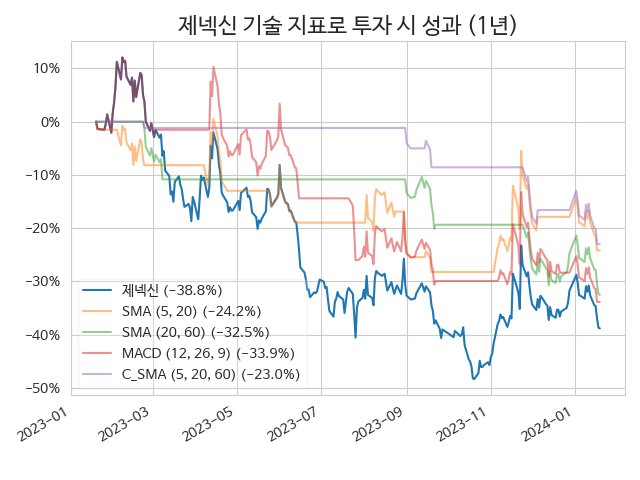 제넥신 기술 지표로 투자 시 성과 (1년)
10%
0%
−10%
−20%
−30%
−40%
−50%
제넥신 (−38.8%)
SMA (5, 20) (−24.2%)
SMA (20, 60) (−32.5%)
MACD (12, 26, 9) (−33.9%)
C_SMA (5, 20, 60) (−23.0%)
2023−01
2023−03
2023−05
2023−07
2023−09
2023−11
2024−01